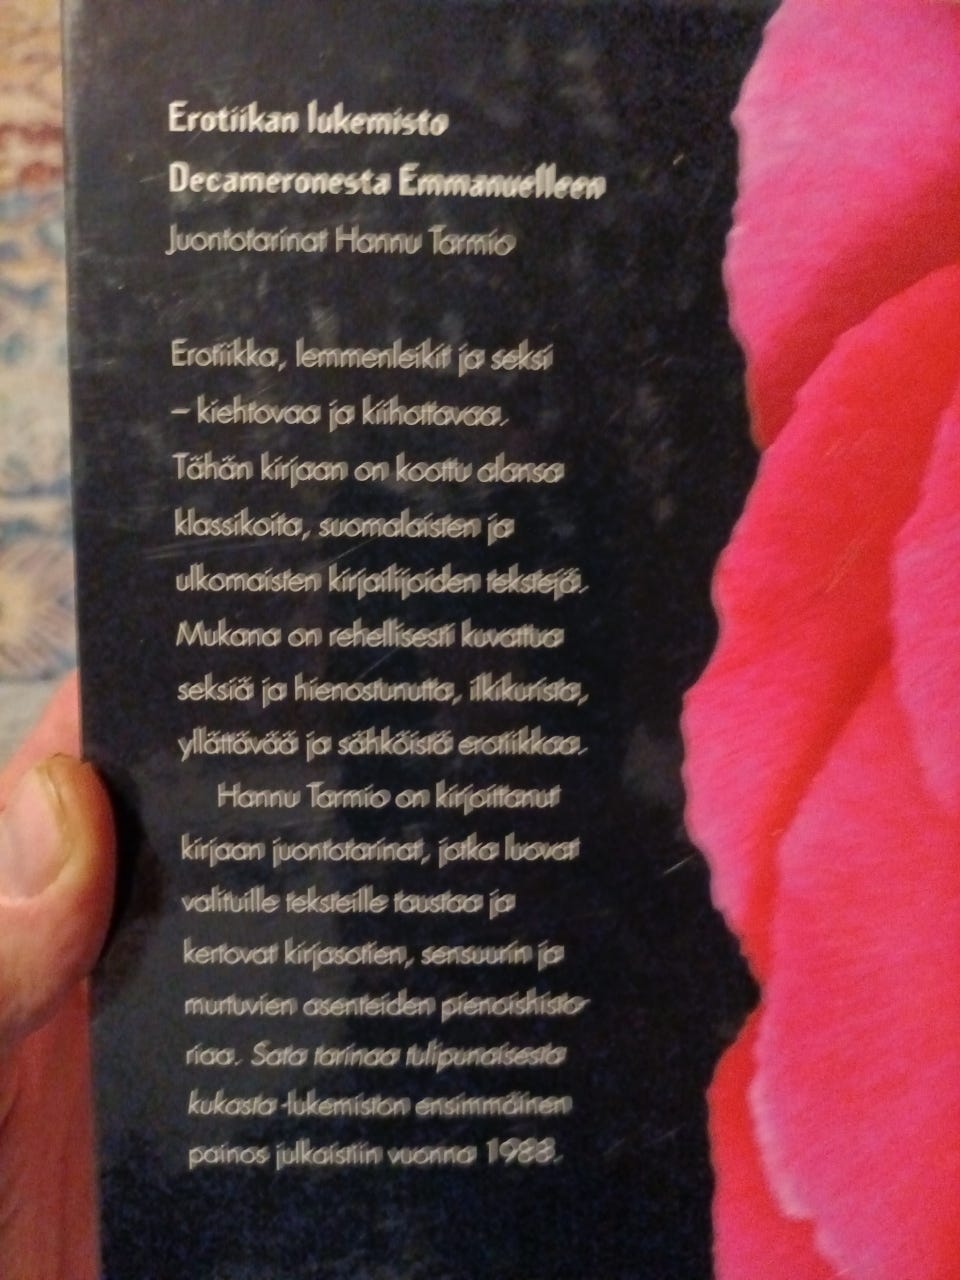 Erotiikan lukemisto
Decameronesta Emmanuelleen
Juontotarinat Hannu Tarmio
Erotiikka, lemmenleikit ja seksi
– kiehtovaa ja kiihottavaa.
Tähän kirjaan on koottu alansa
klassikoita, suomalaisten ja
ulkomaisten kirjailijoiden tekstejä.
Mukana on rehellisesti kuvattua
seksiä ja hienostunutta, ilkikurista,
yllättävää ja sähköistä erotiikkaa.
Hannu Tarmio on kirjoittanut
kirjaan juontotarinat, jotka luovat
valituille teksteille taustaa ja
kertovat kirjasotien, sensuurin ja
murtuvien asenteiden pienoishisto-
riaa. Sata tarinaa tulipunaisesta
kukasta -lukemiston ensimmäinen
painos julkaistiin vuonna 1988.